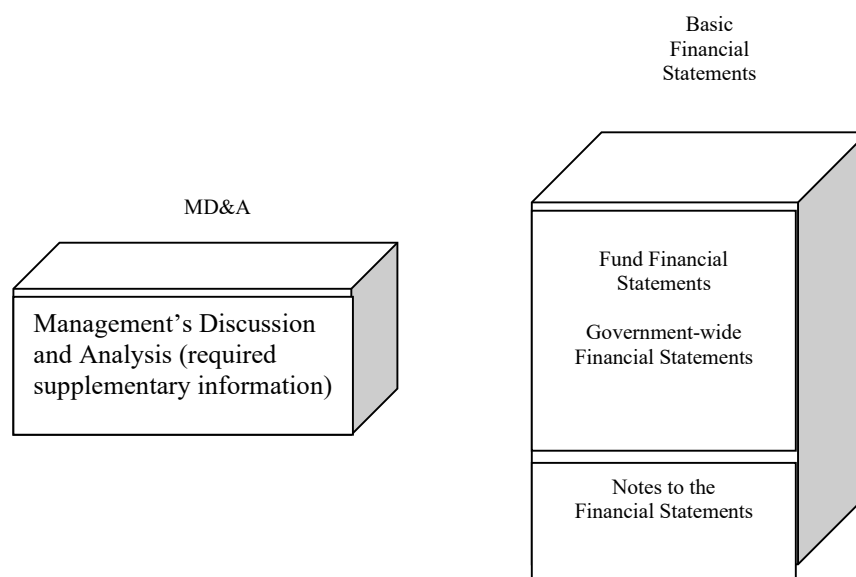 MD&A
Management’s Discussion
and Analysis (required
supplementary information)
Basic
Financial
Statements
Fund Financial
Statements
Government-wide
Financial Statements
Notes to the
Financial Statements